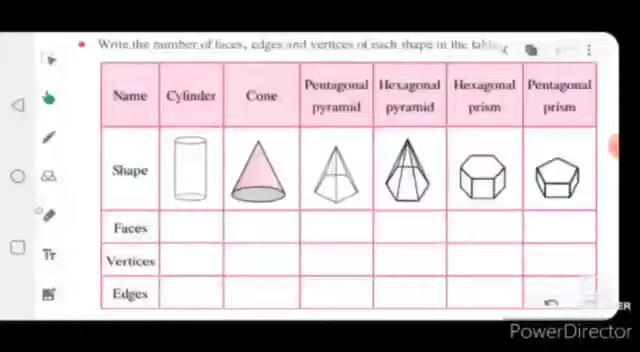 Write the number of faces, edges and vertices of each shape in the table
Name Cylinder Cone Pentagonal pyramid Hexagonal pyramid Hexagonal prism Pentagonal prism
Shape
Faces
Vertices
Edges
Tт
PowerDirector